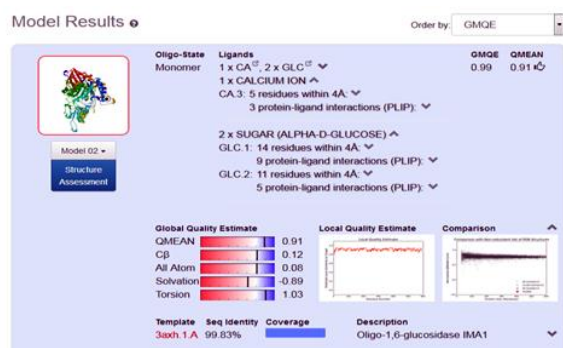 Model Results
Order by: GMQE
Oligo-State Ligands GMQE QMEAN
Monomer 1 x CA, 2 x GLC 0.99 0.91
1 x CALCIUM ION
CA.3: 5 residues within 4Å:
3 protein-ligand interactions (PLIP):
2 x SUGAR (ALPHA-D-GLUCOSE)
GLC.1: 14 residues within 4Å:
9 protein-ligand interactions (PLIP):
GLC.2: 11 residues within 4Å:
5 protein-ligand interactions (PLIP):
Model 02
Structure
Assessment
Global Quality Estimate Local Quality Estimate Comparison
QMEAN 0.91
Cβ 0.12
All Atom 0.08
Solvation -0.89
Torsion 1.03
Template Seq Identity Coverage Description
3axh.1.A 99.83% Oligo-1,6-glucosidase IMA1